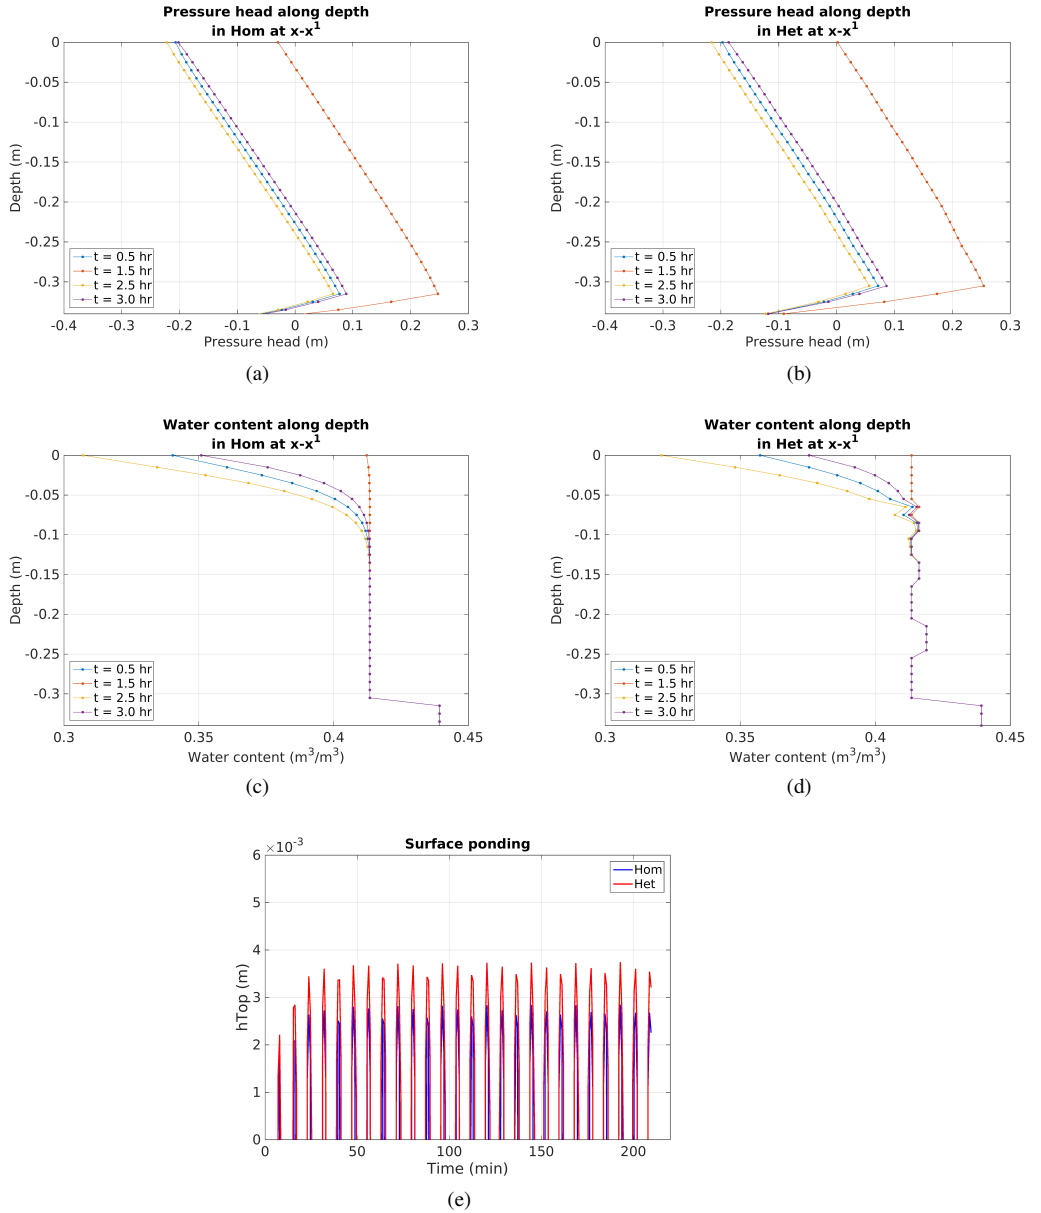 Pressure head along depth
in Hom at x-x1
0
-0.05
-0.1
-0.15
-0.2
-0.25
-0.3
Depth (m)
t = 0.5 hr
t = 1.5 hr
t = 2.5 hr
t = 3.0 hr
-0.4 -0.3 -0.2 -0.1 0 0.1 0.2 0.3
Pressure head (m)
(a)
Pressure head along depth
in Het at x-x1
0
-0.05
-0.1
-0.15
-0.2
-0.25
-0.3
Depth (m)
t = 0.5 hr
t = 1.5 hr
t = 2.5 hr
t = 3.0 hr
-0.4 -0.3 -0.2 -0.1 0 0.1 0.2 0.3
Pressure head (m)
(b)
Water content along depth
in Hom at x-x1
0
-0.05
-0.1
-0.15
-0.2
-0.25
-0.3
Depth (m)
t = 0.5 hr
t = 1.5 hr
t = 2.5 hr
t = 3.0 hr
0.3 0.35 0.4 0.45
Water content (m3/m3)
(c)
Water content along depth
in Het at x-x1
0
-0.05
-0.1
-0.15
-0.2
-0.25
-0.3
Depth (m)
t = 0.5 hr
t = 1.5 hr
t = 2.5 hr
t = 3.0 hr
0.3 0.35 0.4 0.45
Water content (m3/m3)
(d)
Surface ponding
×10-3
6
5
4
3
2
1
0
hTop (m)
Hom
Het
0 50 100 150 200
Time (min)
(e)